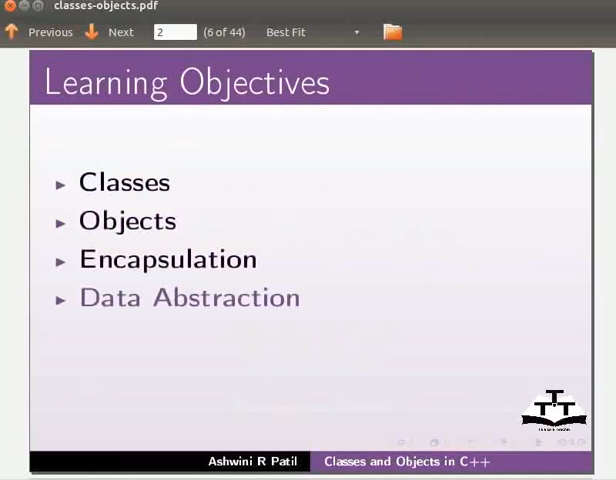 classes-objects.pdf
Previous Next 2 (6 of 44) Best Fit
Learning Objectives
Classes
Objects
Encapsulation
Data Abstraction
Ashwini R Patil Classes and Objects in C++